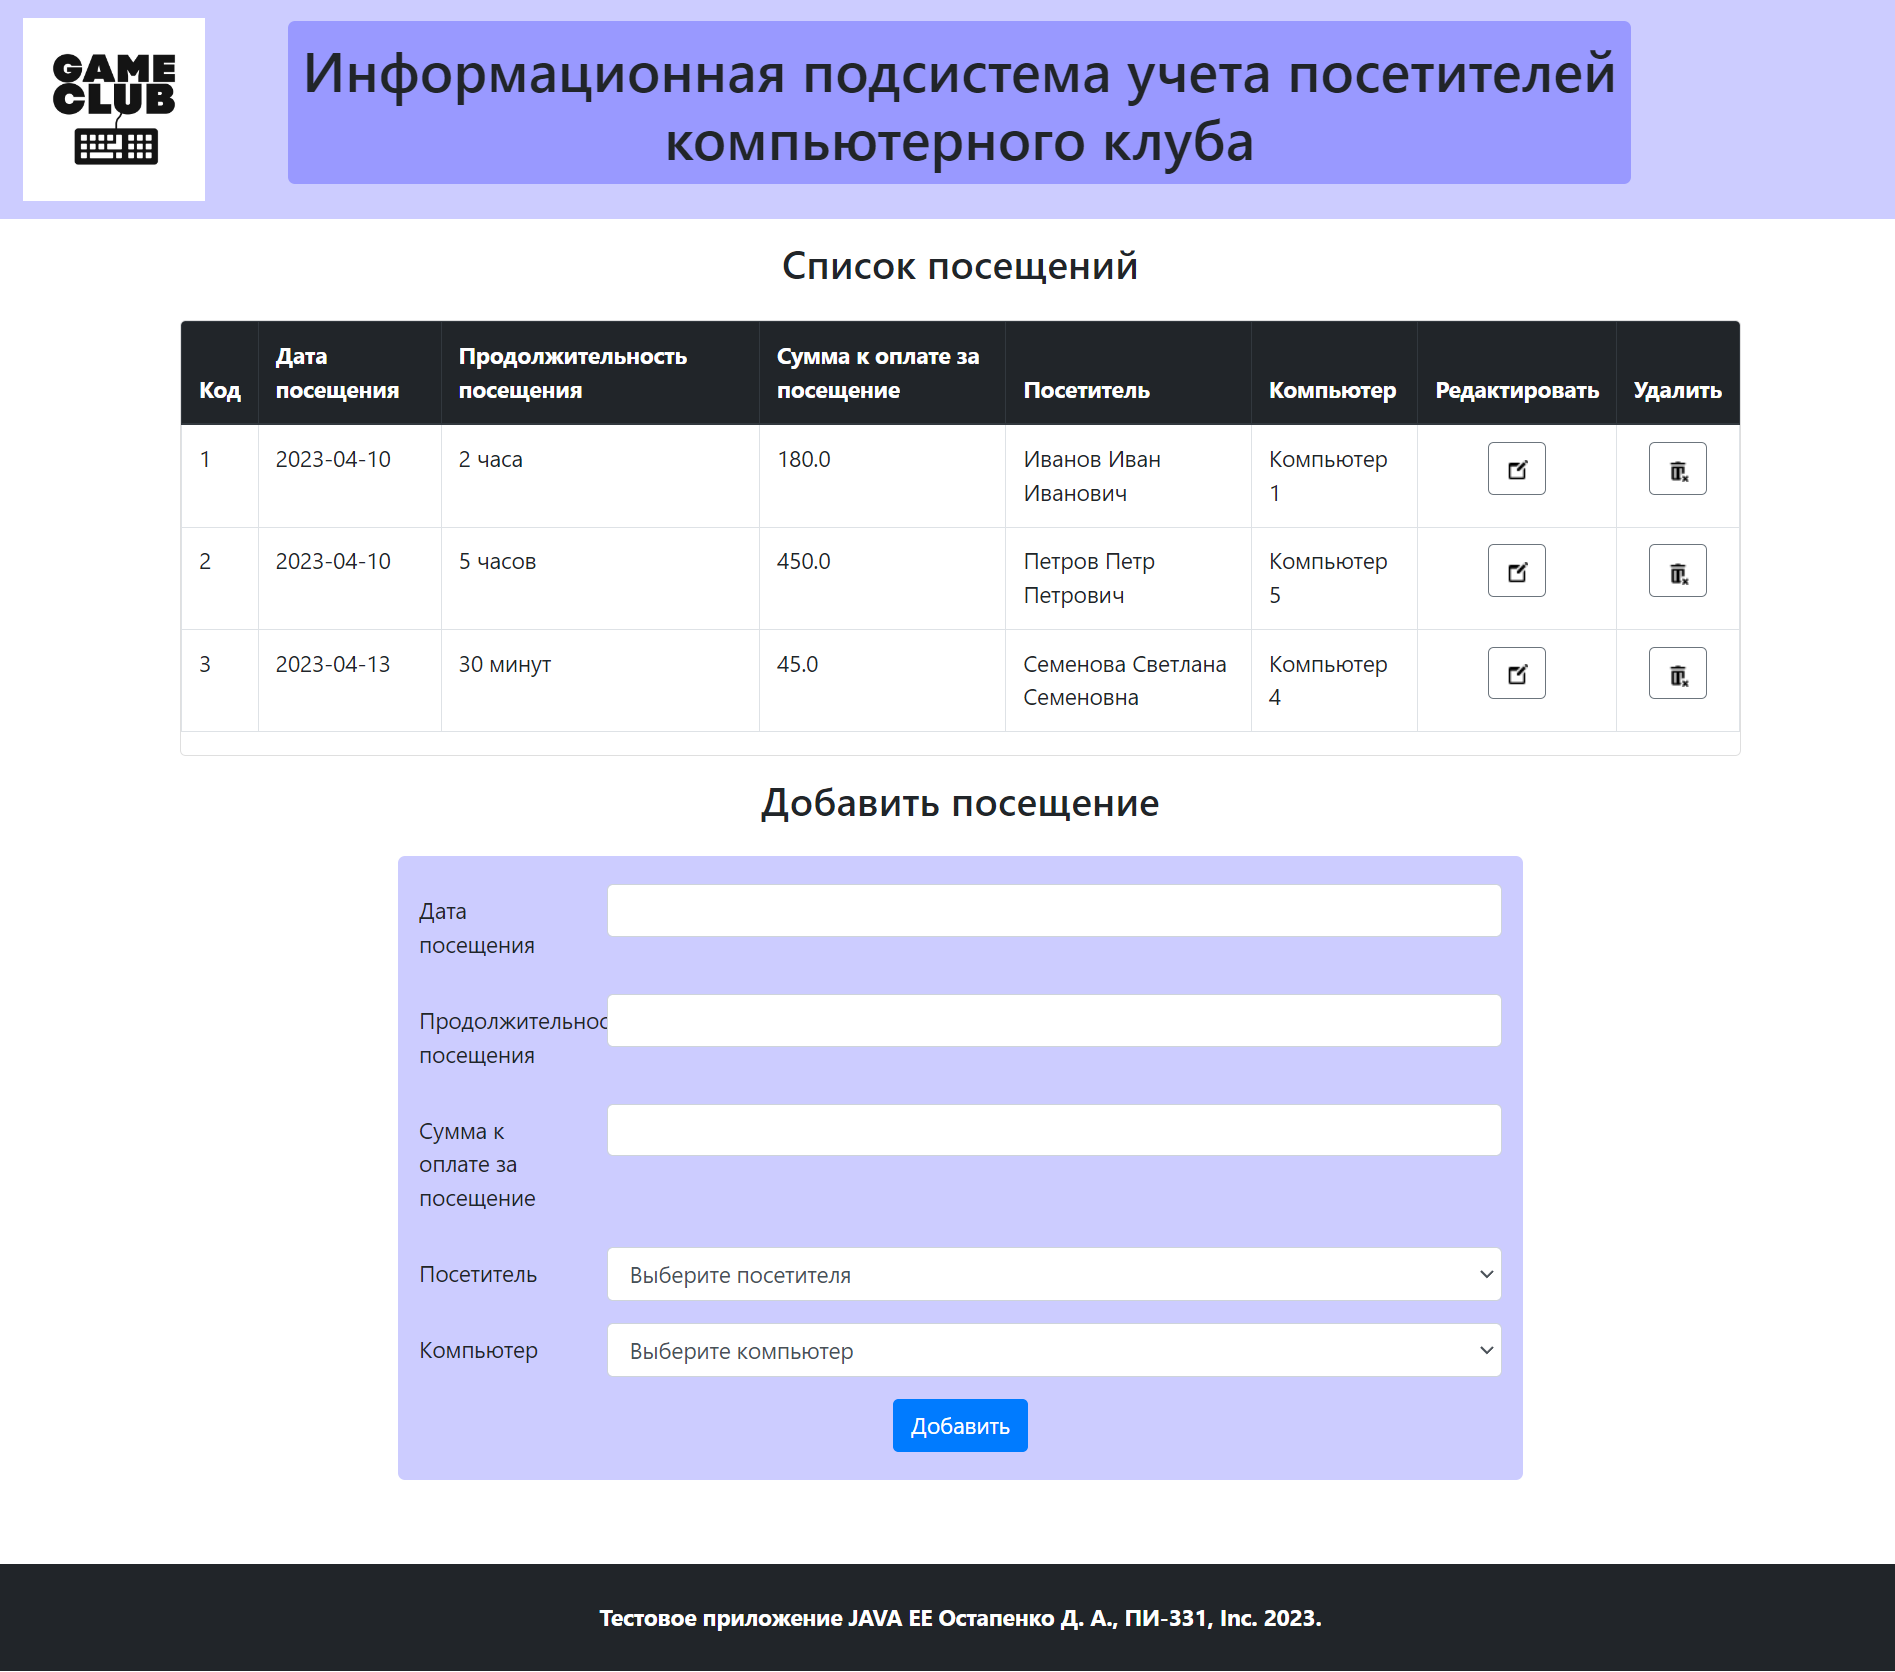 GAME
CLUB
Информационная подсистема учета посетителей
компьютерного клуба
Список посещений
Код
Дата
посещения
Продолжительность
посещения
Сумма к оплате за
посещение
Посетитель
Компьютер
Редактировать
Удалить
1
2023-04-10
2 часа
180.0
Иванов Иван
Иванович
Компьютер
1
2
2023-04-10
5 часов
450.0
Петров Петр
Петрович
Компьютер
5
3
2023-04-13
30 минут
45.0
Семенова Светлана
Семеновна
Компьютер
4
Добавить посещение
Дата
посещения
Продолжительнос
посещения
Сумма к
оплате за
посещение
Посетитель
Выберите посетителя
Компьютер
Выберите компьютер
Добавить
Тестовое приложение JAVA EE Остапенко Д. А., ПИ-331, Inc. 2023.